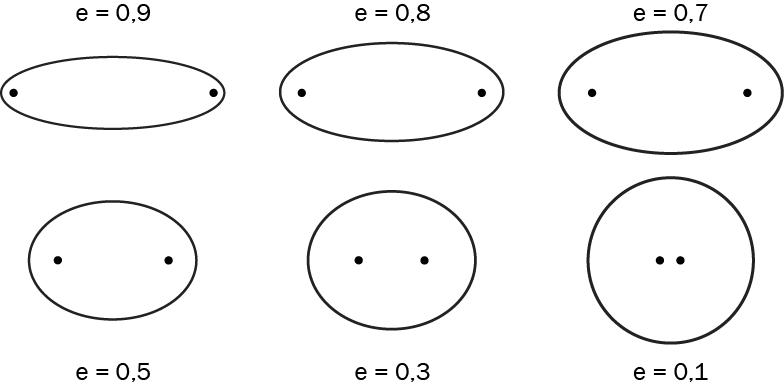 e = 0,9
e = 0,8
e = 0,7
e = 0,5
e = 0,3
e = 0,1